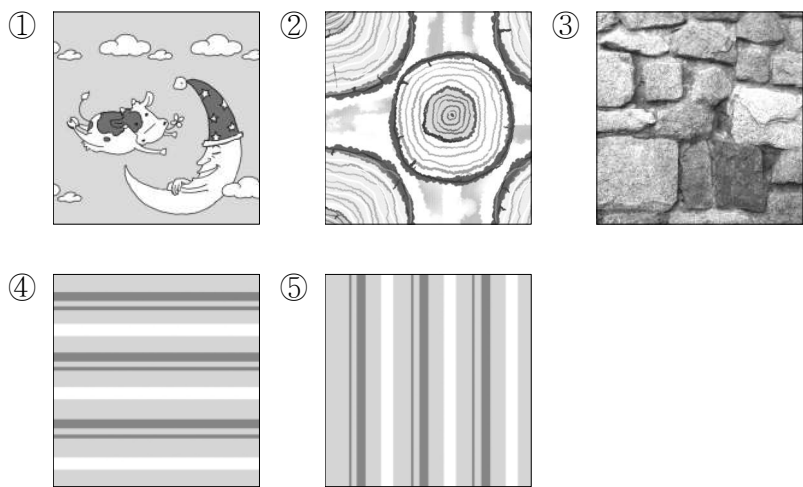 ① ② ③
④ ⑤